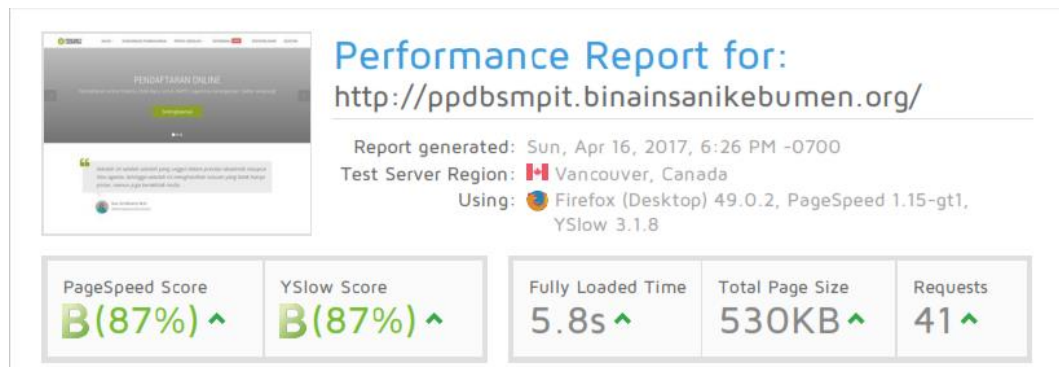 PENDAFTARAN ONLINE
Performance Report for:
http://ppdbsmpit.binainsanikebumen.org/
Report generated: Sun, Apr 16, 2017, 6:26 PM -0700
Test Server Region: Vancouver, Canada
Using: Firefox (Desktop) 49.0.2, PageSpeed 1.15-gt1,
YSlow 3.1.8
PageSpeed Score
B(87%)
YSlow Score
B(87%)
Fully Loaded Time
5.8s
Total Page Size
530KB
Requests
41